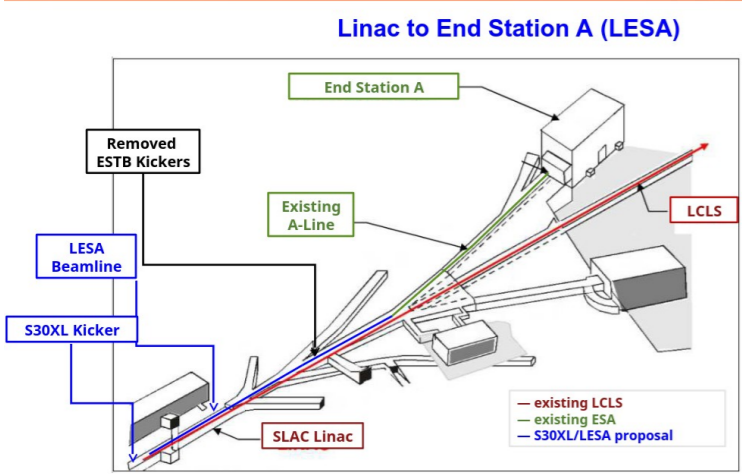 Linac to End Station A (LESA)
End Station A
Removed
ESTB Kickers
Existing
A-Line
LCLS
LESA
Beamline
S30XL Kicker
SLAC Linac
— existing LCLS
— existing ESA
— S30XL/LESA proposal